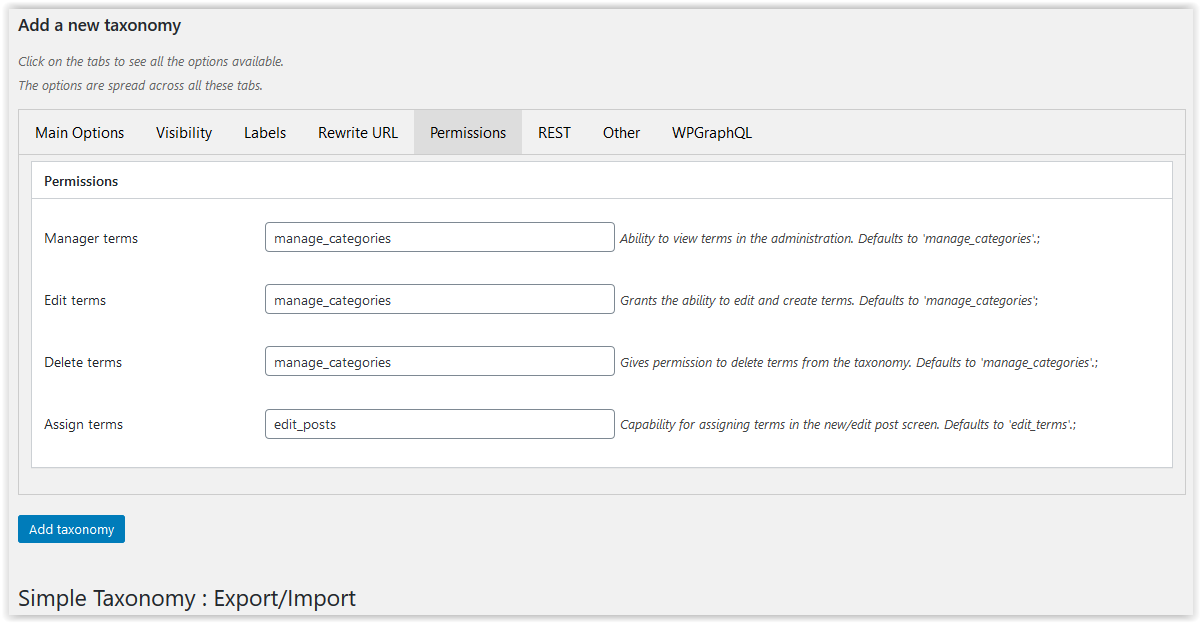 Add a new taxonomy
Click on the tabs to see all the options available.
The options are spread across all these tabs.
Main Options Visibility Labels Rewrite URL Permissions REST Other WPGraphQL
Permissions
Manager terms manage_categories Ability to view terms in the administration. Defaults to 'manage_categories'.;
Edit terms manage_categories Grants the ability to edit and create terms. Defaults to 'manage_categories';
Delete terms manage_categories Gives permission to delete terms from the taxonomy. Defaults to 'manage_categories'.;
Assign terms edit_posts Capability for assigning terms in the new/edit post screen. Defaults to 'edit_terms'.;
Add taxonomy
Simple Taxonomy : Export/Import